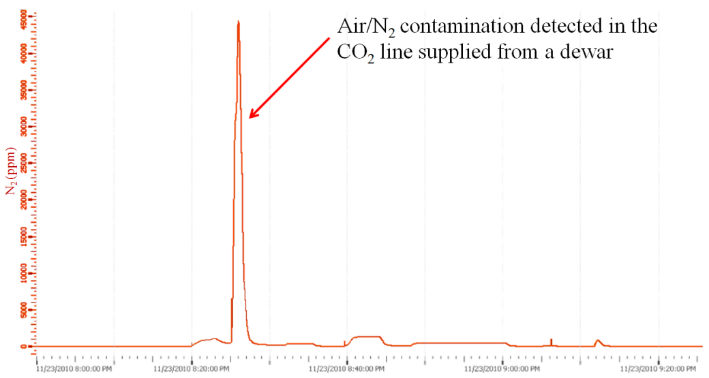 Air/N₂ contamination detected in the
CO₂ line supplied from a dewar
N₂(ppm)
45000
40000
35000
30000
25000
20000
15000
10000
5000
0
11/23/2010 8:00:00 PM 11/23/2010 8:20:00 PM 11/23/2010 8:40:00 PM 11/23/2010 9:00:00 PM 11/23/2010 9:20:00 PM